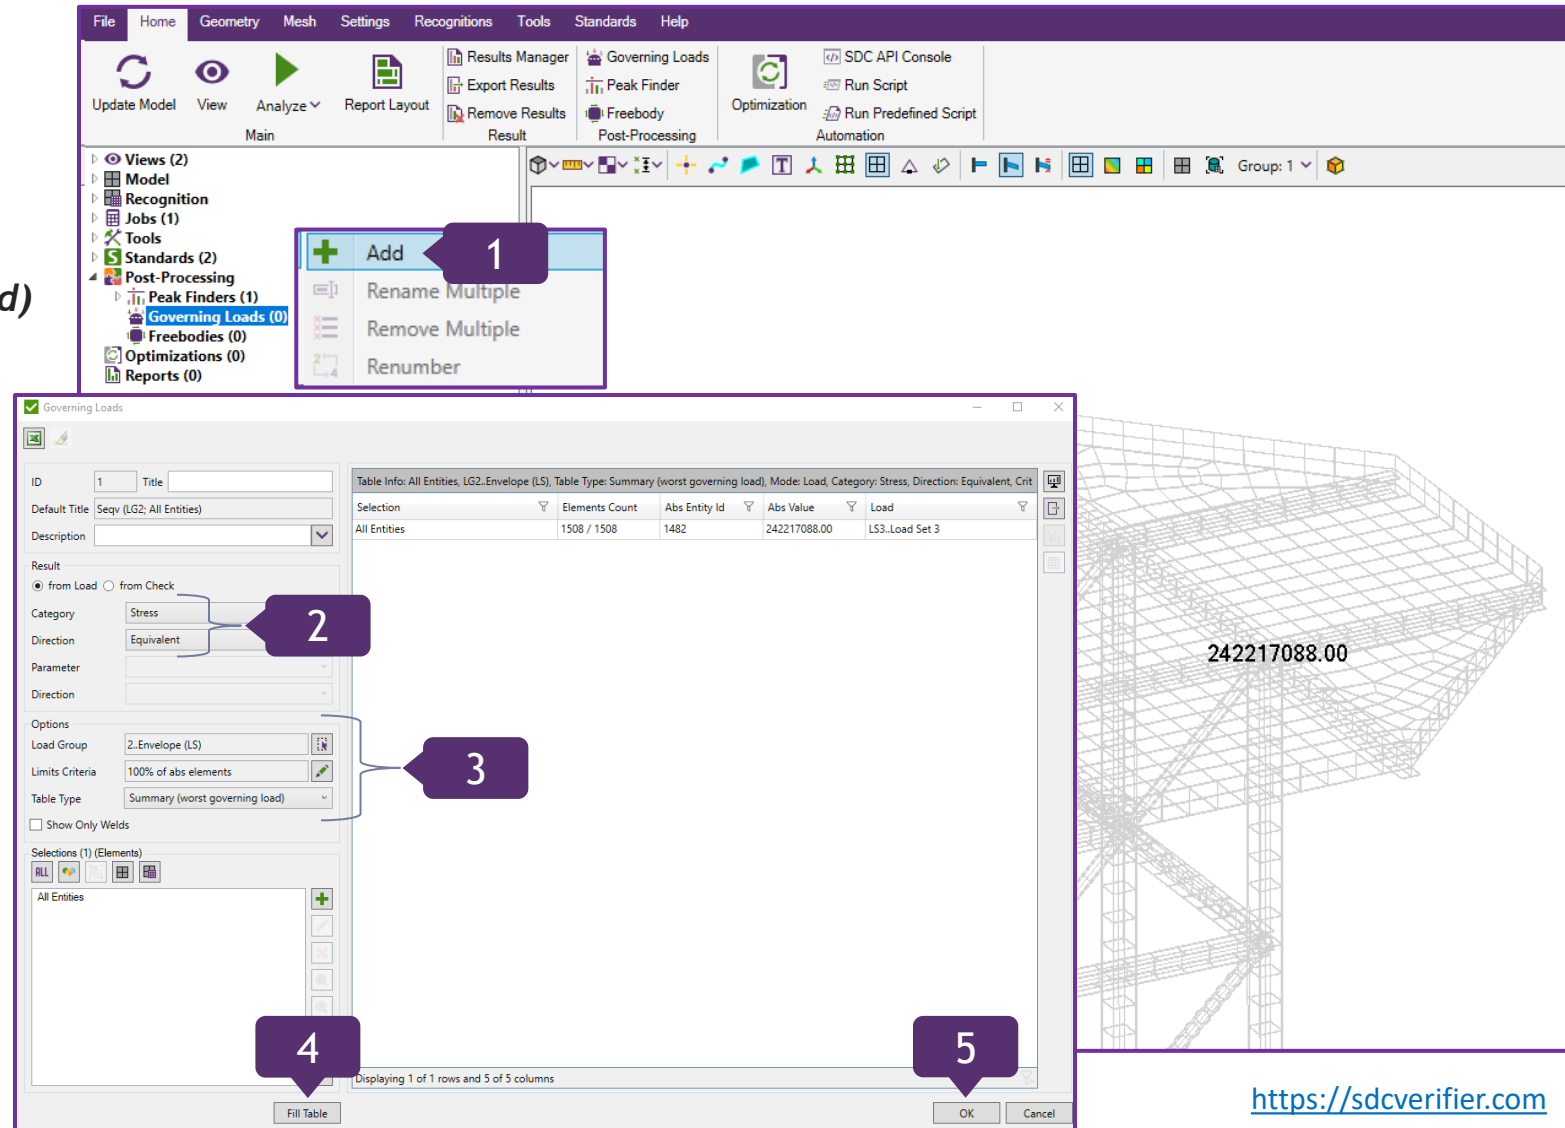 File Home Geometry Mesh Settings Recognitions Tools Standards Help
Update Model View Analyze Report Layout
Main
Results Manager
Export Results
Remove Results
Result
Governing Loads
Peak Finder
Freebody
Post-Processing
Optimization
SDC API Console
Run Script
Run Predefined Script
Automation
Group: 1
Views (2)
Model
Recognition
Jobs (1)
Tools
Standards (2)
Post-Processing
Peak Finders (1)
Governing Loads (0)
Freebodies (0)
Optimizations (0)
Reports (0)
d)
Add
1
Rename Multiple
Remove Multiple
Renumber
Governing Loads
ID 1 Title
Default Title Seqv (LG2; All Entities)
Description
Result
from Load from Check
Category Stress
Direction Equivalent
2
Parameter
Direction
Options
Load Group 2..Envelope (LS)
Limits Criteria 100% of abs elements
Table Type Summary (worst governing load)
3
Show Only Welds
Selections (1) (Elements)
ALL
All Entities
4
Fill Table
Table Info: All Entities, LG2..Envelope (LS), Table Type: Summary (worst governing load), Mode: Load, Category: Stress, Direction: Equivalent, Crit
Selection Elements Count Abs Entity Id Abs Value Load
All Entities 1508 / 1508 1482 242217088.00 LS3..Load Set 3
Displaying 1 of 1 rows and 5 of 5 columns
5
OK Cancel
242217088.00
https://sdcverifier.com